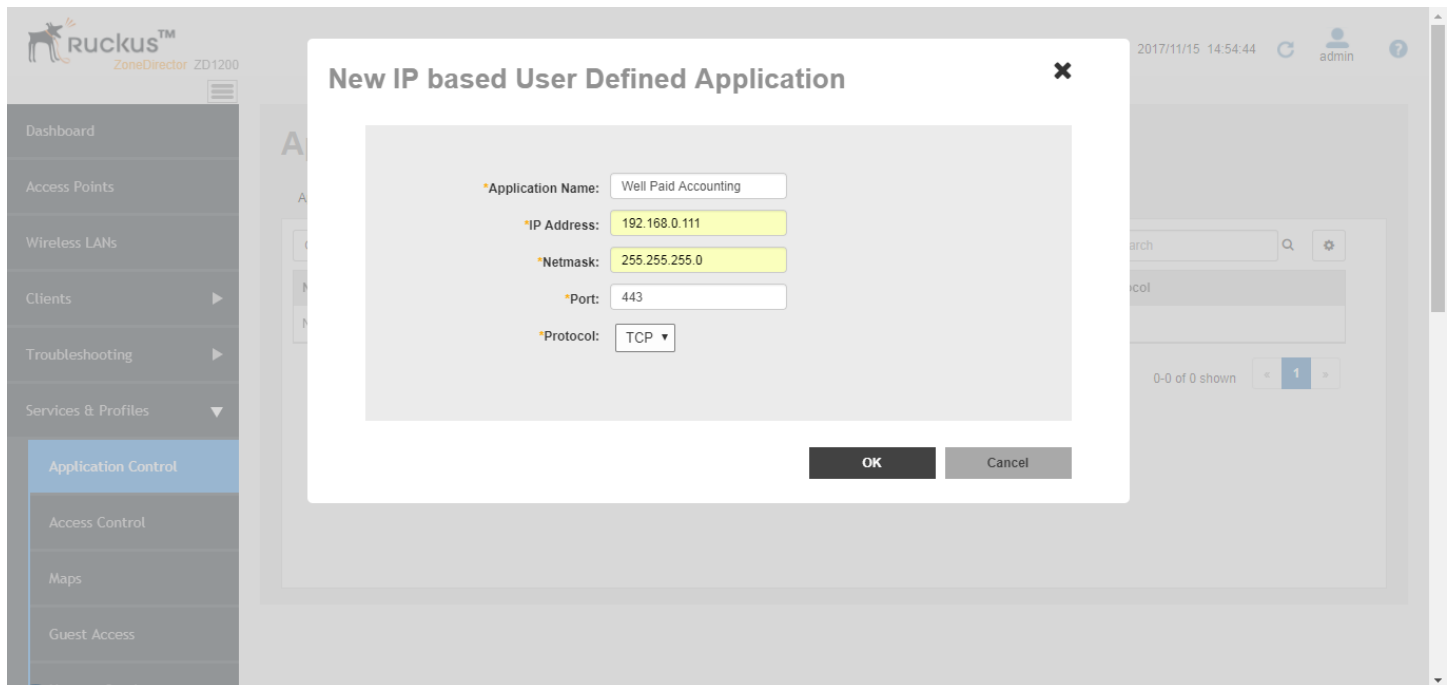 RUCKUS™
ZoneDirector ZD1200
2017/11/15 14:54:44
admin
New IP based User Defined Application
Dashboard
Access Points
Wireless LANs
Clients
Troubleshooting
Services & Profiles
Application Control
Access Control
Maps
Guest Access
*Application Name: Well Paid Accounting
*IP Address: 192.168.0.111
*Netmask: 255.255.255.0
*Port: 443
*Protocol: TCP
OK Cancel
0-0 of 0 shown « 1 »